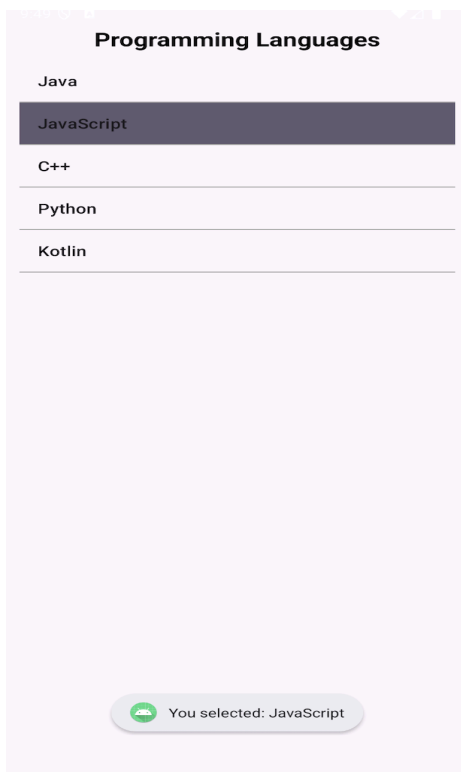 Programming Languages
Java
JavaScript
C++
Python
Kotlin
You selected: JavaScript